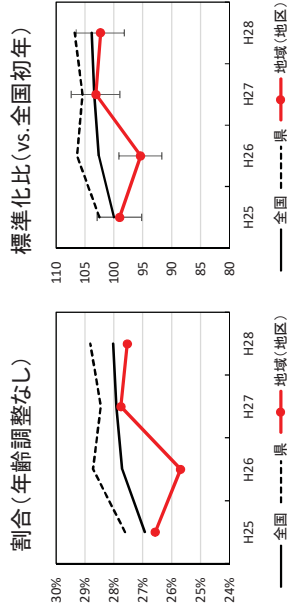 割合(年齢調整なし)
30%
29%
28%
27%
26%
25%
24%
H25
H26
H27
H28
全国
県
地域(地区)
標準化比(vs.全国初年)
110
105
100
95
90
85
80
H25
H26
H27
H28
全国
県
地域(地区)